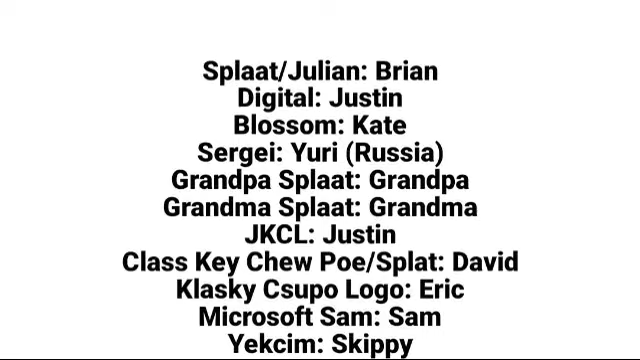 Splaat/Julian: Brian
Digital: Justin
Blossom: Kate
Sergei: Yuri (Russia)
Grandpa Splaat: Grandpa
Grandma Splaat: Grandma
JKCL: Justin
Class Key Chew Poe/Splat: David
Klasky Csupo Logo: Eric
Microsoft Sam: Sam
Yekcim: Skippy